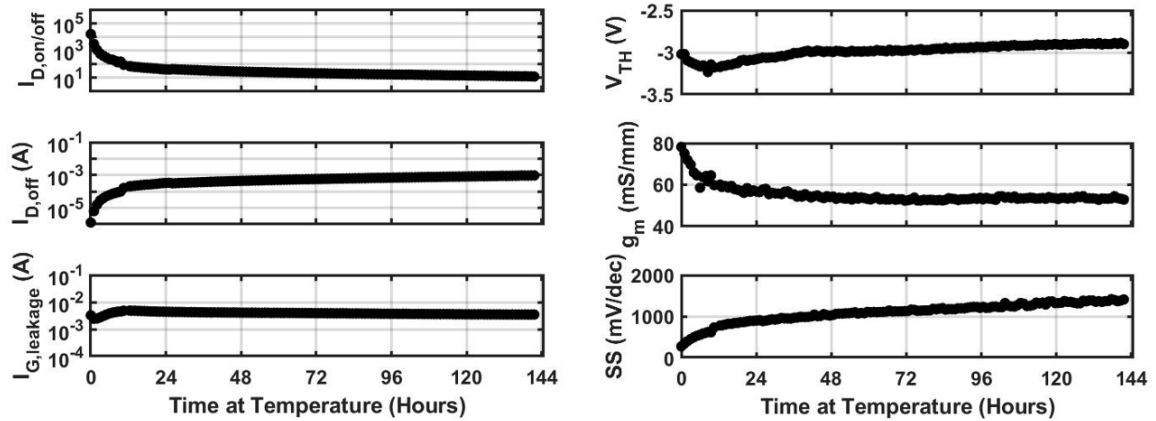 I_D,on/off
10^5
10^3
10^1
I_D,off (A)
10^-1
10^-3
10^-5
I_G,leakage (A)
10^-1
10^-2
10^-3
10^-4
0 24 48 72 96 120 144
Time at Temperature (Hours)
V_TH (V)
-2.5
-3
-3.5
g_m (mS/mm)
80
60
40
SS (mV/dec)
2000
1000
0
0 24 48 72 96 120 144
Time at Temperature (Hours)